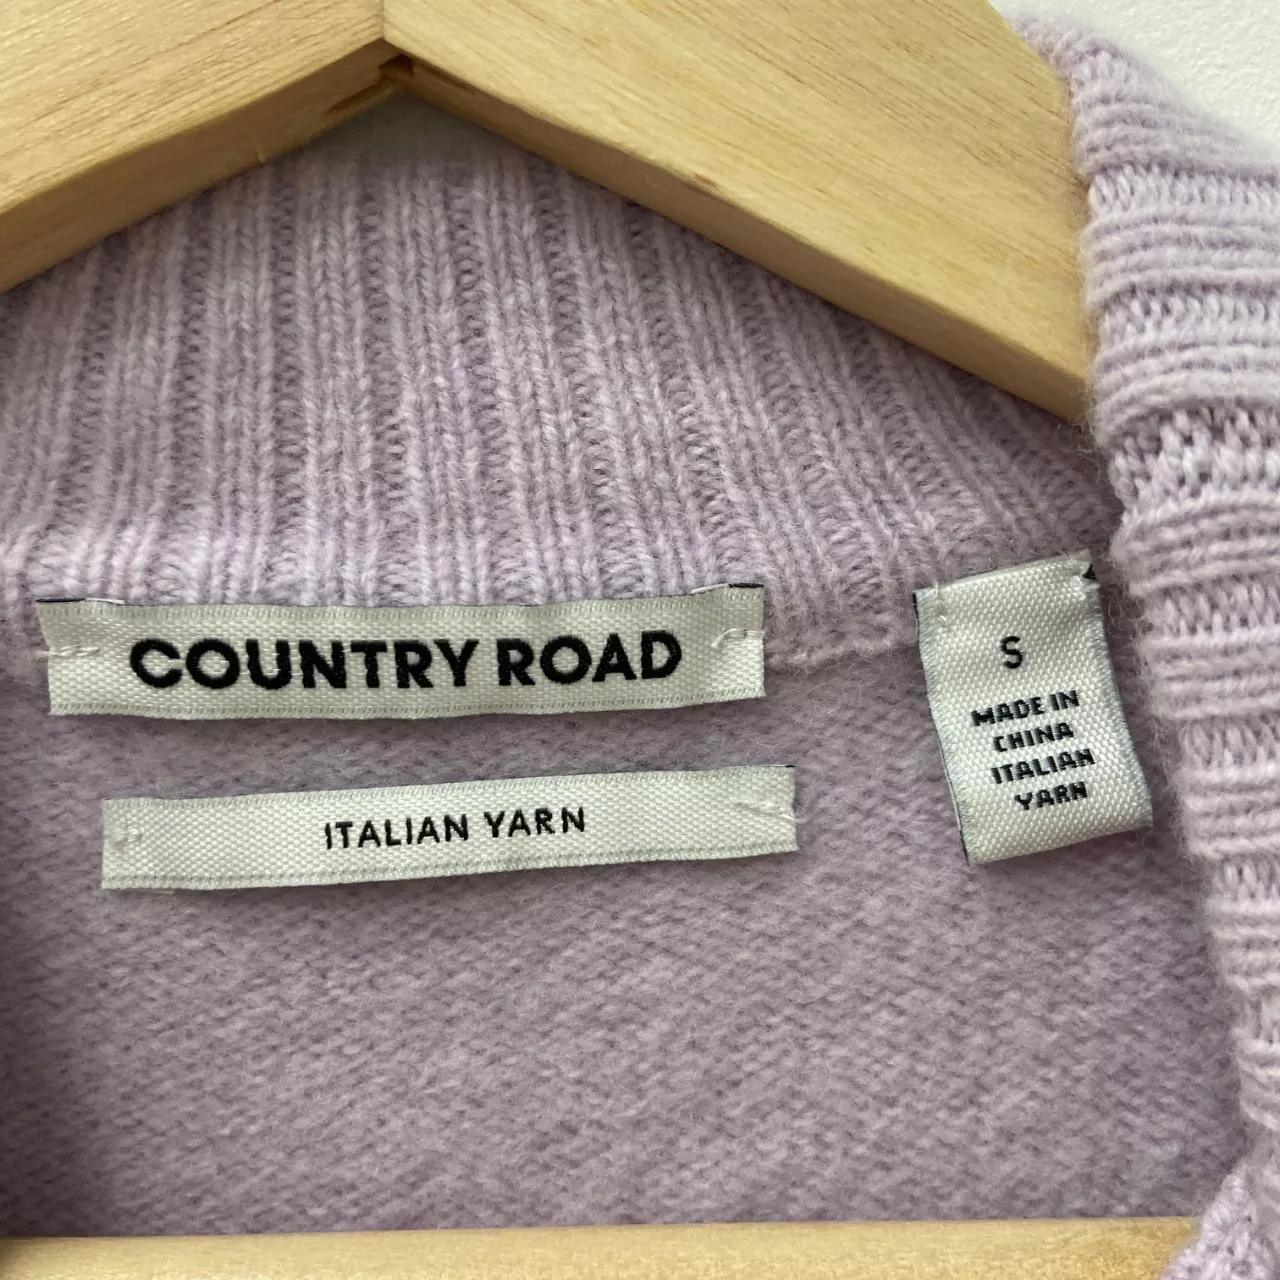 COUNTRY ROAD
ITALIAN YARN
S
MADE IN
CHINA
ITALIAN
YARN